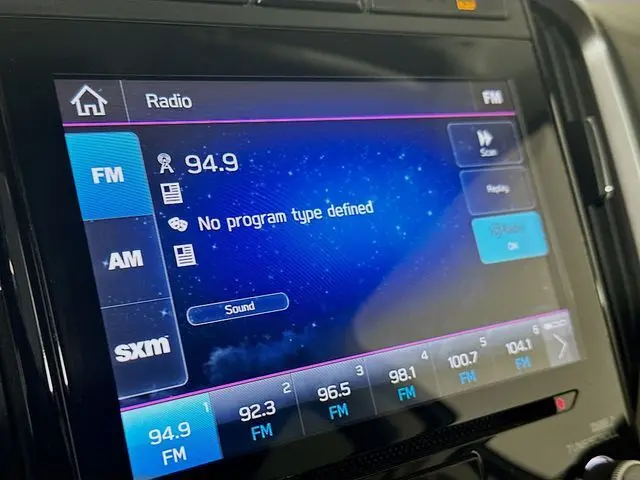 Radio
FM
FM
94.9
Scan
Replay
No program type defined
ON
AM
Sound
sxm
1
94.9
FM
2
92.3
FM
3
96.5
FM
4
98.1
FM
5
100.7
FM
6
104.1
FM